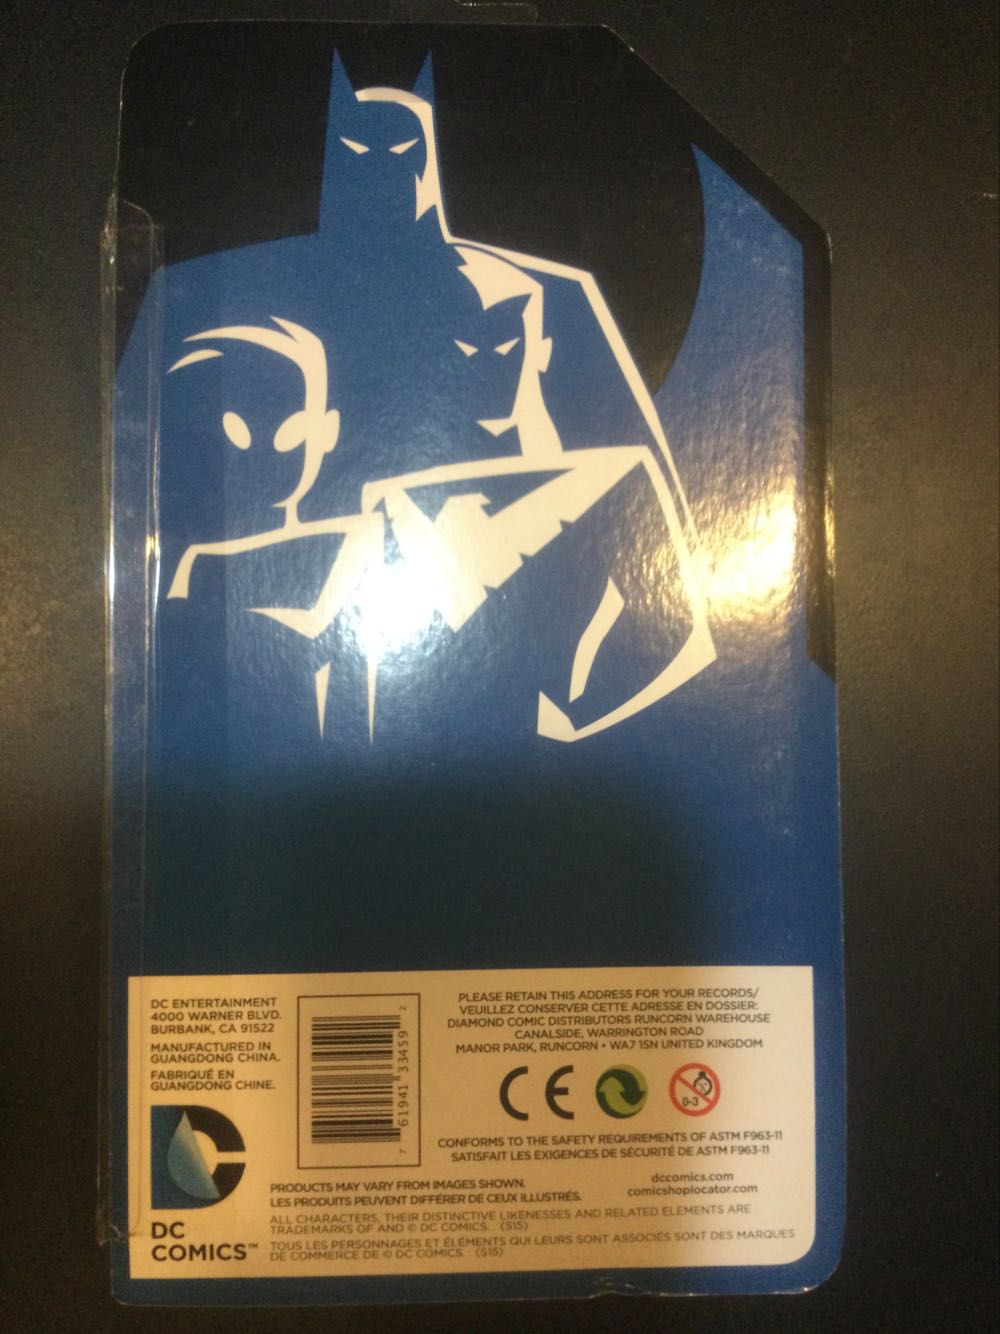 DC ENTERTAINMENT
4000 WARNER BLVD.
BURBANK, CA 91522
MANUFACTURED IN
GUANGDONG CHINA.
FABRIQUÉ EN
GUANGDONG CHINE.
DC
COMICS™
7 61941 33459 2
PLEASE RETAIN THIS ADDRESS FOR YOUR RECORDS/
VEUILLEZ CONSERVER CETTE ADRESSE EN DOSSIER:
DIAMOND COMIC DISTRIBUTORS RUNCORN WAREHOUSE
CANALSIDE, WARRINGTON ROAD
MANOR PARK, RUNCORN • WA7 1SN UNITED KINGDOM
CE
0-3
CONFORMS TO THE SAFETY REQUIREMENTS OF ASTM F963-11
SATISFAIT LES EXIGENCES DE SÉCURITÉ DE ASTM F963-11
dccomics.com
comicshoplocator.com
PRODUCTS MAY VARY FROM IMAGES SHOWN.
LES PRODUITS PEUVENT DIFFÉRER DE CEUX ILLUSTRÉS.
ALL CHARACTERS, THEIR DISTINCTIVE LIKENESSES AND RELATED ELEMENTS ARE
TRADEMARKS OF AND © DC COMICS. (S15)
TOUS LES PERSONNAGES ET ÉLÉMENTS QUI LEURS SONT ASSOCIÉS SONT DES MARQUES
DE COMMERCE DE © DC COMICS. (S15)